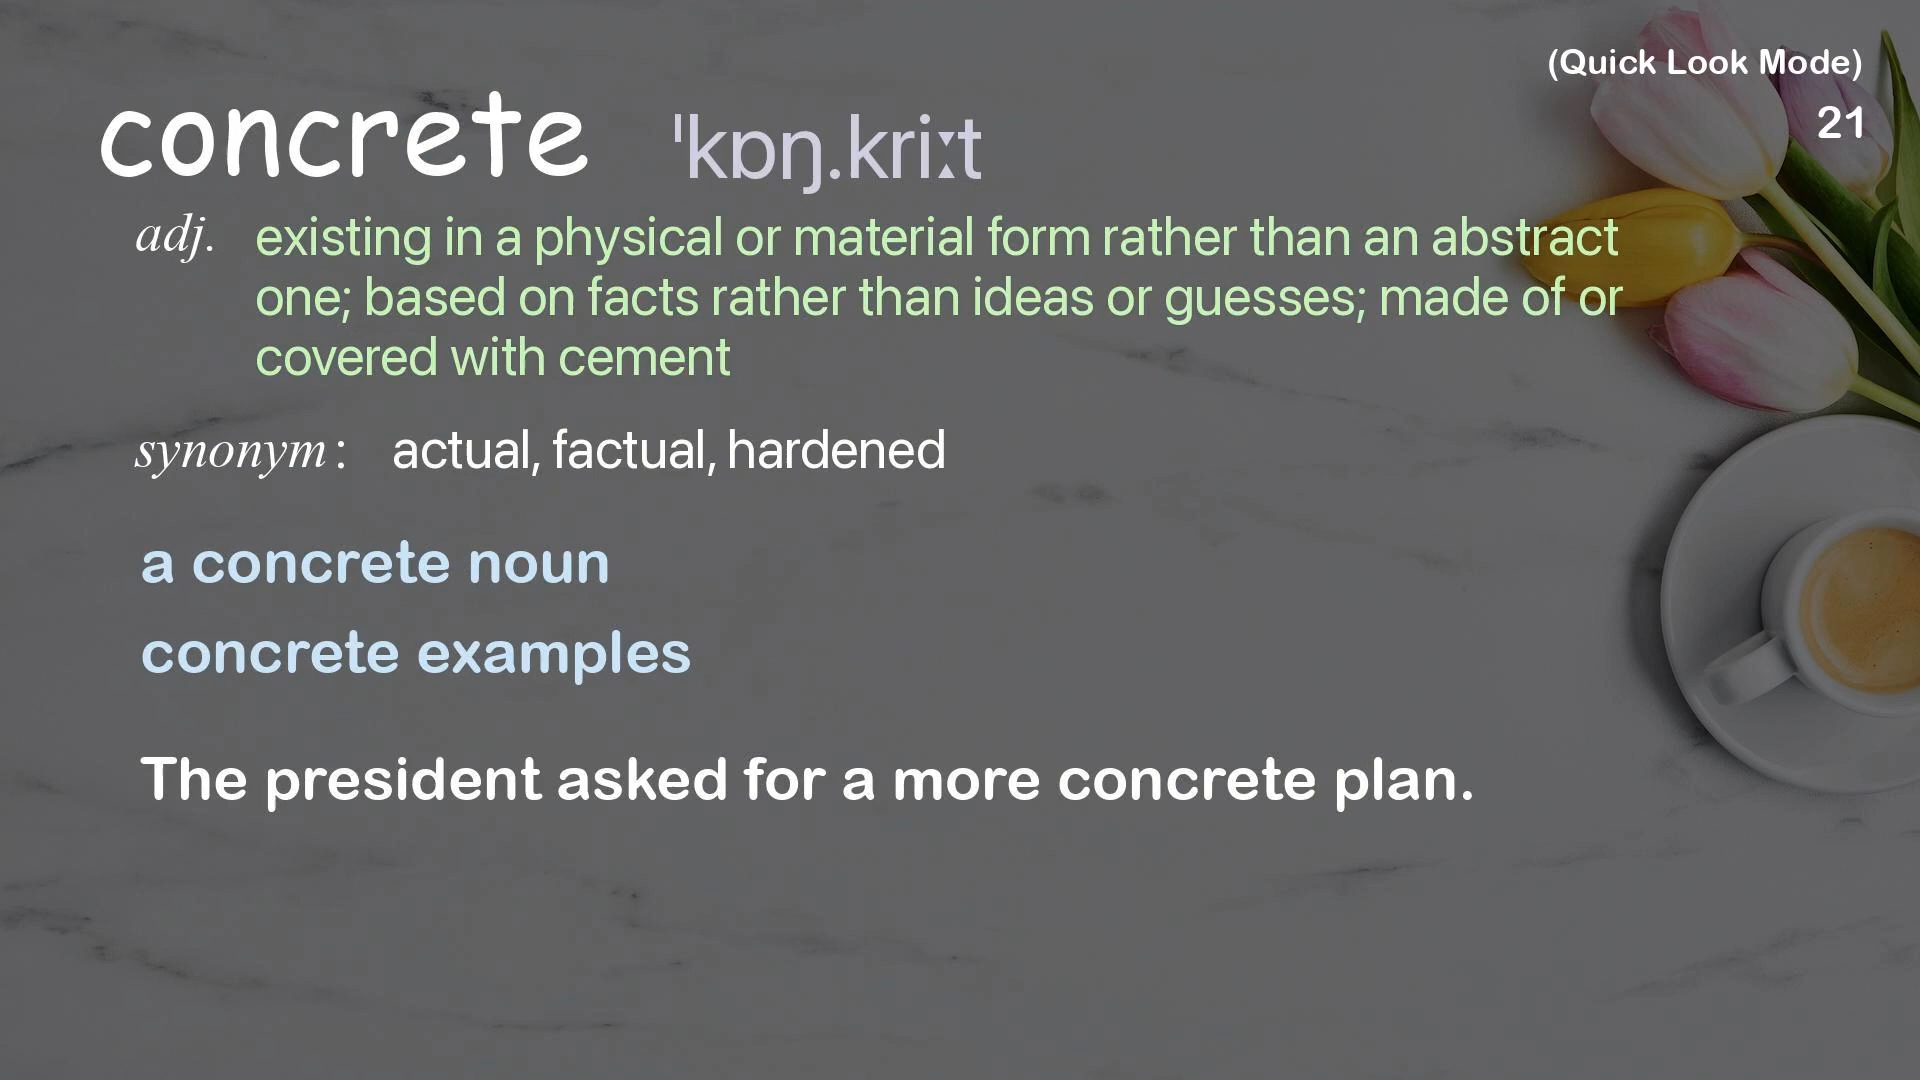 (Quick Look Mode)
21
concrete ˈkɒŋ.kriːt
adj. existing in a physical or material form rather than an abstract
one; based on facts rather than ideas or guesses; made of or
covered with cement
synonym : actual, factual, hardened
a concrete noun
concrete examples
The president asked for a more concrete plan.